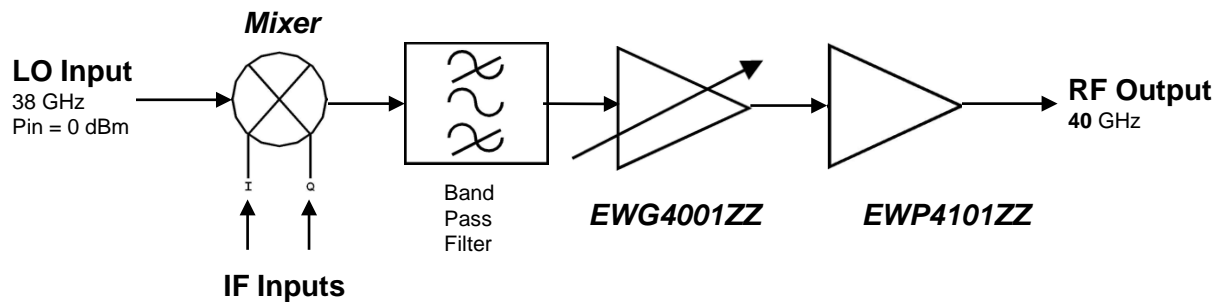 Mixer
LO Input
38 GHz
Pin = 0 dBm
RF Output
40 GHz
I
Q
Band
Pass
Filter
EWG4001ZZ
EWP4101ZZ
IF Inputs